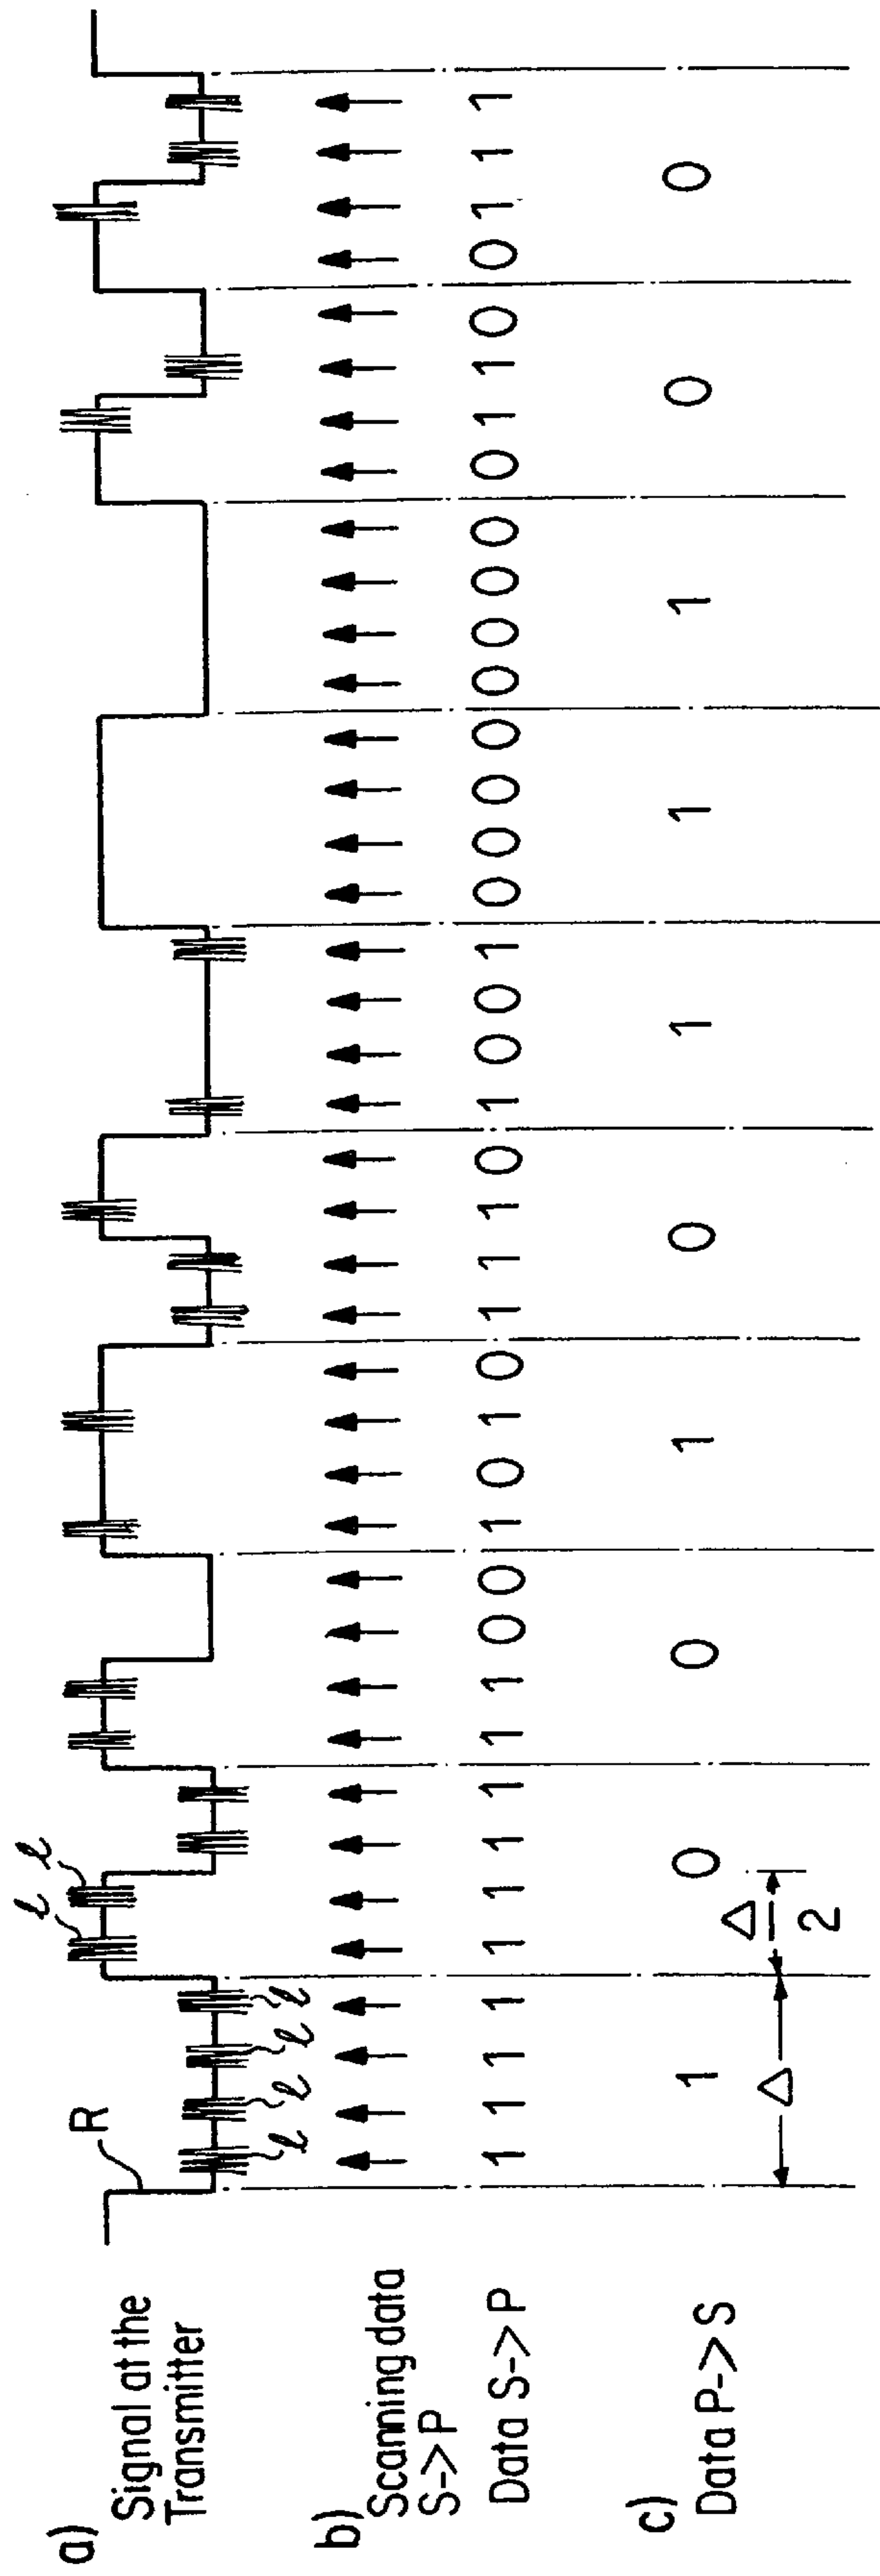 a)
Signal at the
Transmitter
R
l l l l
l l
b)
Scanning data
S->P
Data S->P
1 1 1 1 1 1 1 1 1 1 0 0 1 0 1 0 1 1 1 0 1 0 0 1 0 0 0 0 0 0 0 0 0 1 1 0 0 1 1 1
c)
Data P->S
1 0 0 1 0 1 1 1 0 0
Δ
Δ
2